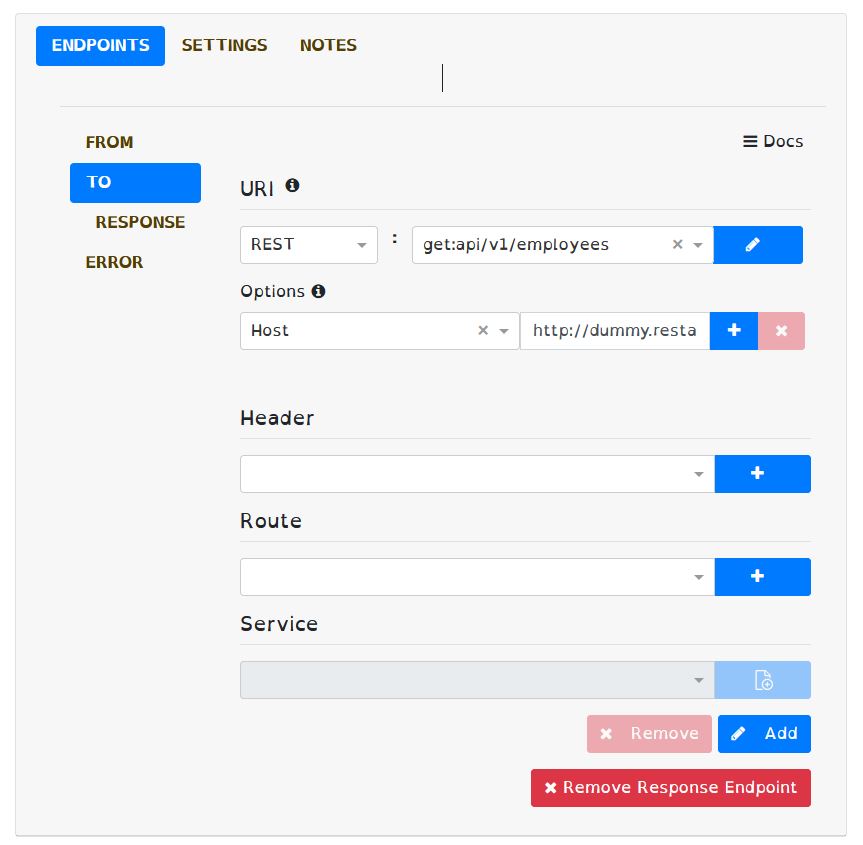 ENDPOINTS SETTINGS NOTES
FROM
TO
RESPONSE
ERROR
Docs
URI
REST : get:api/v1/employees
Options
Host http://dummy.resta
Header
Route
Service
Remove Add
Remove Response Endpoint